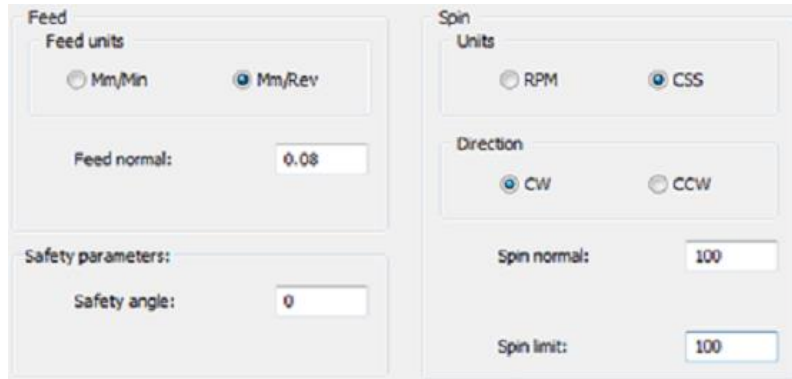 Feed
Feed units
Mm/Min Mm/Rev
Feed normal: 0.08
Safety parameters:
Safety angle: 0
Spin
Units
RPM CSS
Direction
CW CCW
Spin normal: 100
Spin limit: 100